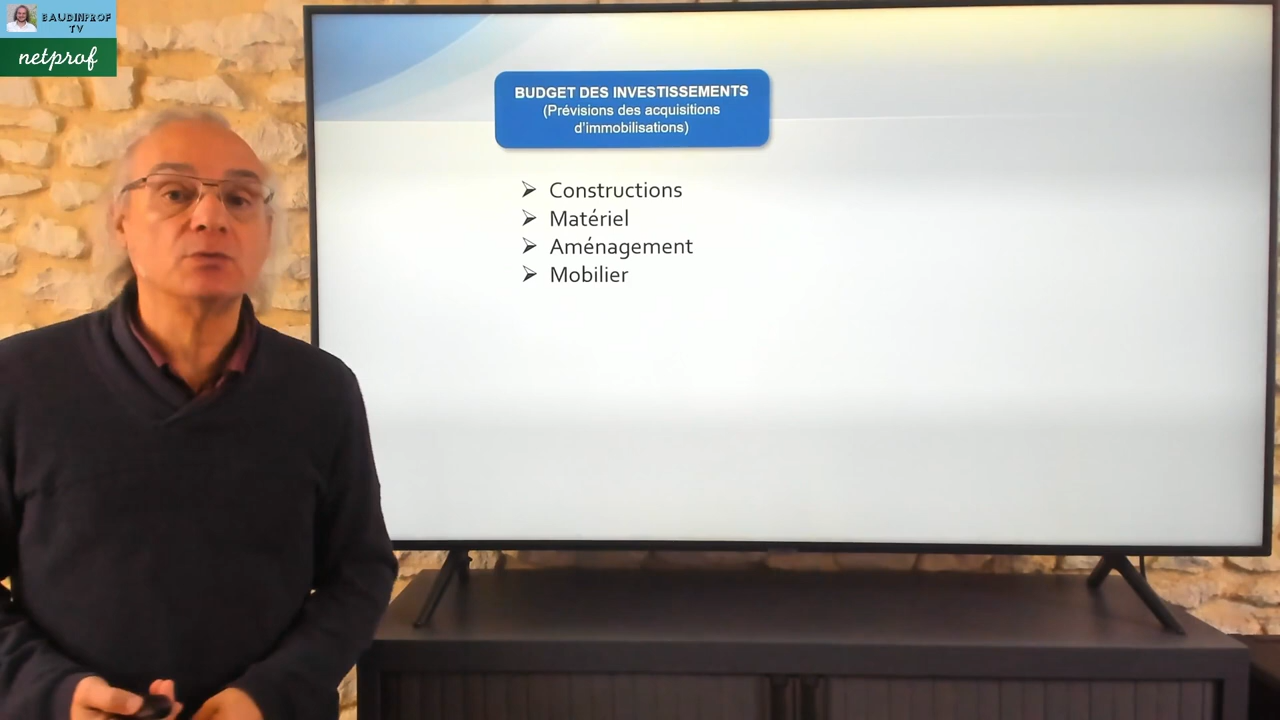 BAUDINPROF
TV
netprof
BUDGET DES INVESTISSEMENTS
(Prévisions des acquisitions
d'immobilisations)
Constructions
Matériel
Aménagement
Mobilier